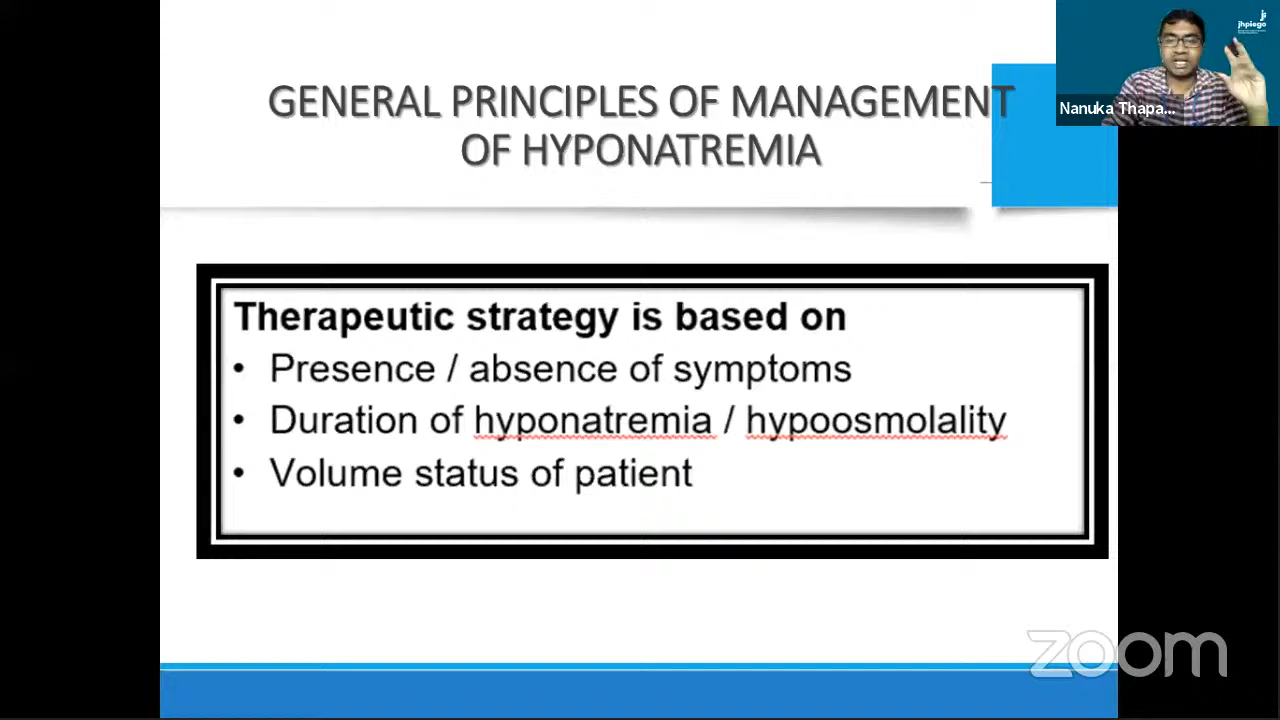 GENERAL PRINCIPLES OF MANAGEMENT
OF HYPONATREMIA
jhpiego
Nanuka Thapa...
Therapeutic strategy is based on
• Presence / absence of symptoms
• Duration of hyponatremia / hypoosmolality
• Volume status of patient
zoom